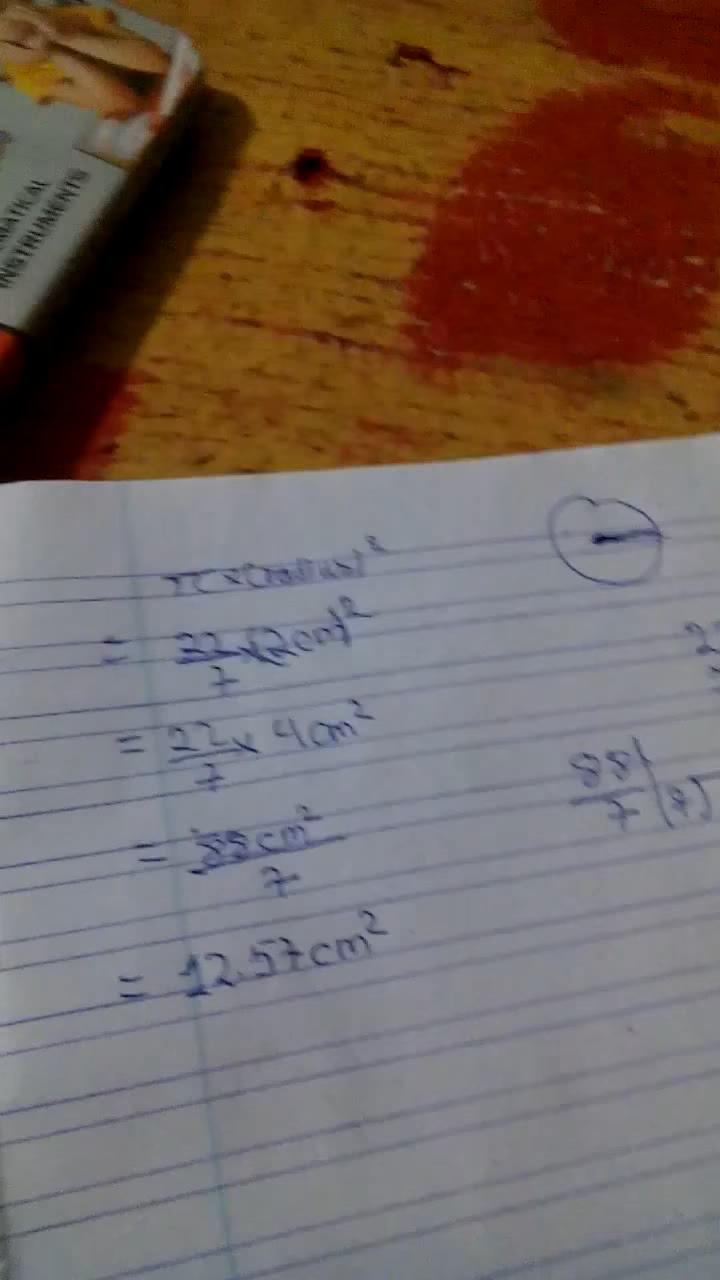 MATICAL
INSTRUMENTS
π × (radius)²
= 22/7 × (2cm)²
= 22/7 × 4cm²
= 88cm²/7
88/7
= 12.57cm²